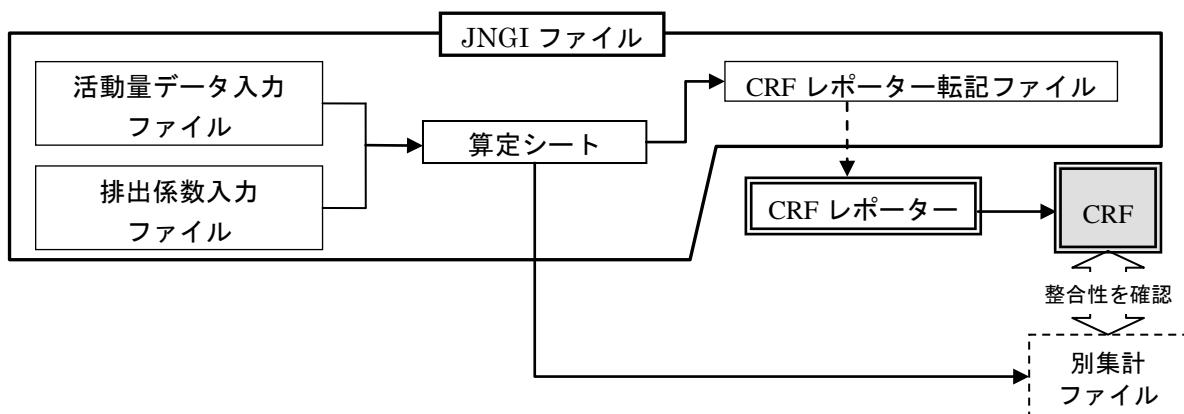 JNGI ファイル
活動量データ入力
ファイル
排出係数入力
ファイル
算定シート
CRF レポーター転記ファイル
CRF レポーター
CRF
整合性を確認
別集計
ファイル